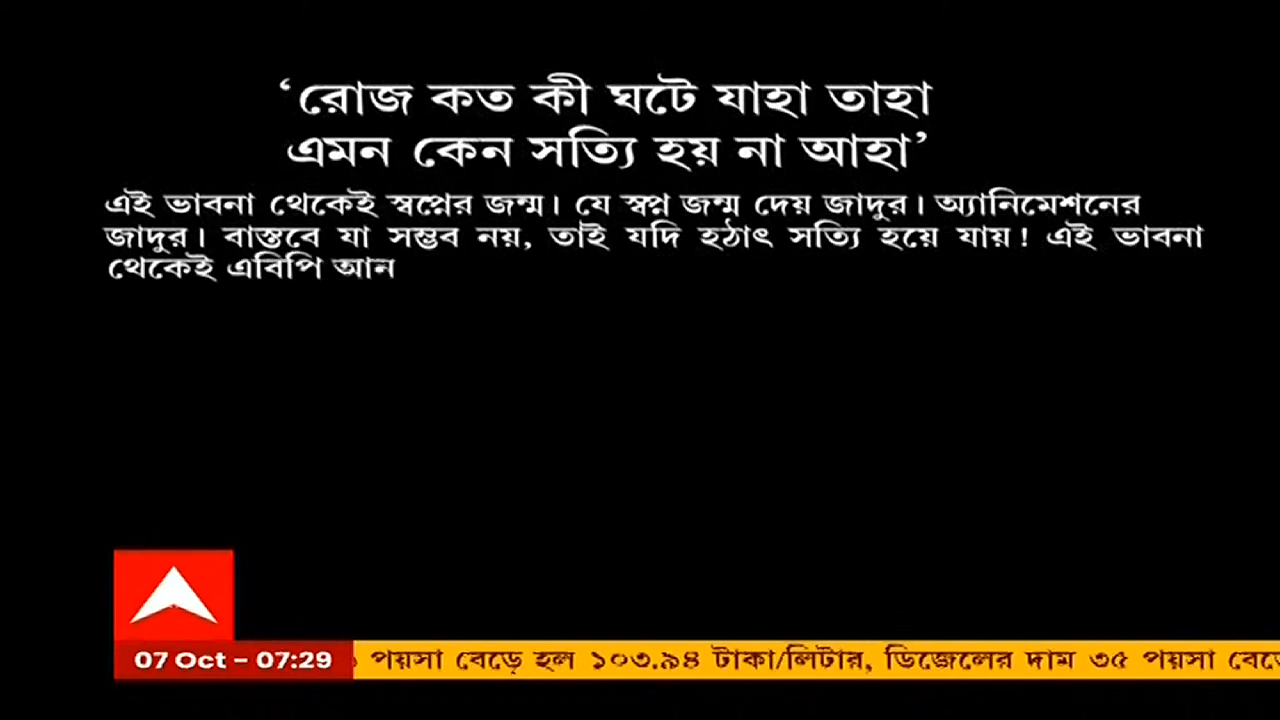 ‘রোজ কত কী ঘটে যাহা তাহা
এমন কেন সত্যি হয় না আহা’
এই ভাবনা থেকেই স্বপ্নের জন্ম। যে স্বপ্ন জন্ম দেয় জাদুর। অ্যানিমেশনের
জাদুর। বাস্তবে যা সম্ভব নয়, তাই যদি হঠাৎ সত্যি হয়ে যায়! এই ভাবনা
থেকেই এবিপি আন
07 Oct - 07:29
পয়সা বেড়ে হল ১০৩.৯৪ টাকা/লিটার, ডিজেলের দাম ৩৫ পয়সা